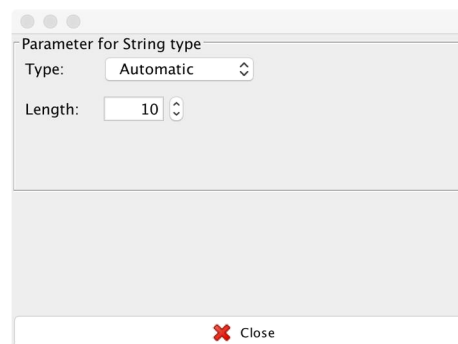 Parameter for String type
Type: Automatic
Length: 10
Close